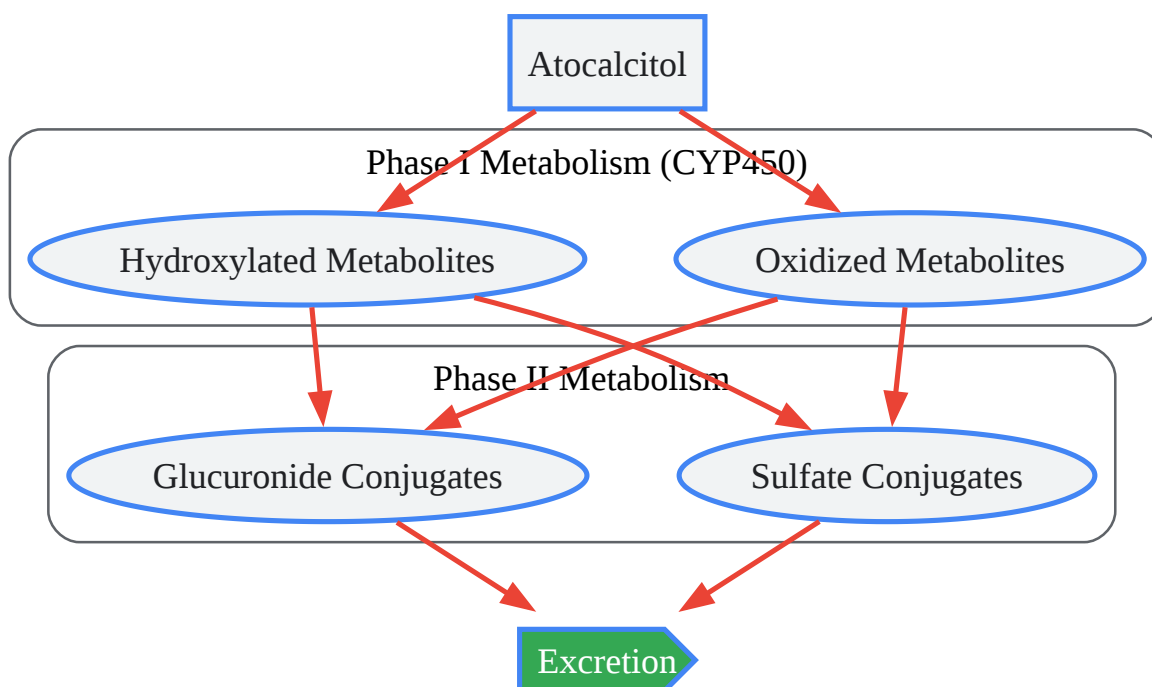 Atocalcitol
Phase I Metabolism (CYP450)
Hydroxylated Metabolites
Oxidized Metabolites
Phase II Metabolism
Glucuronide Conjugates
Sulfate Conjugates
Excretion